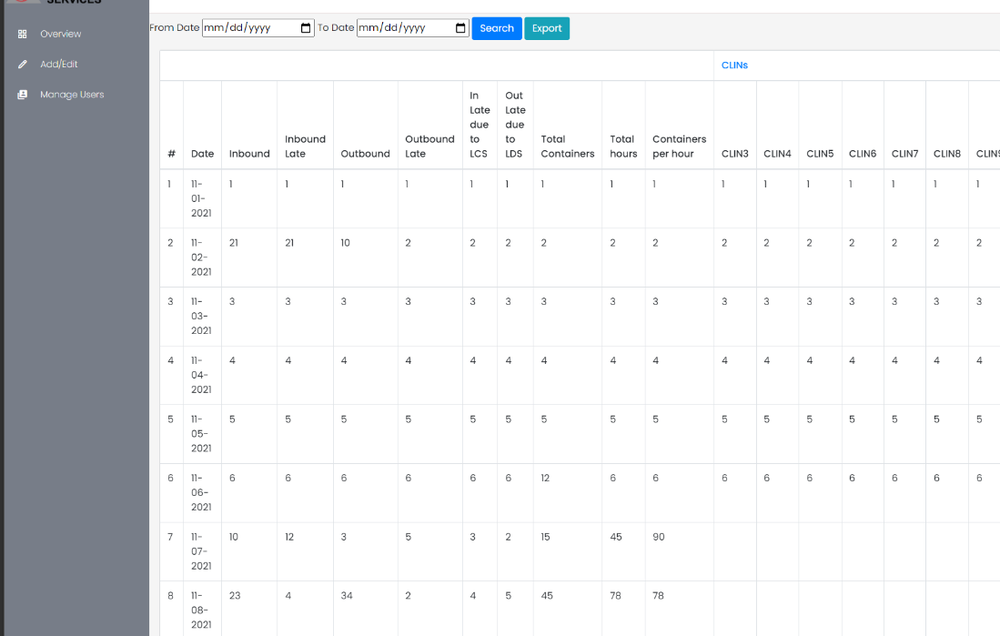 SERVICES
Overview
Add/Edit
Manage Users
From Date mm/dd/yyyy To Date mm/dd/yyyy Search Export
CLINs
# Date Inbound Inbound Late Outbound Outbound Late In Late due to LCS Out Late due to LDS Total Containers Total hours Containers per hour CLIN3 CLIN4 CLIN5 CLIN6 CLIN7 CLIN8 CLIN9
1 11-01-2021 1 1 1 1 1 1 1 1 1 1 1 1 1 1 1 1
2 11-02-2021 21 21 10 2 2 2 2 2 2 2 2 2 2 2 2 2
3 11-03-2021 3 3 3 3 3 3 3 3 3 3 3 3 3 3 3 3
4 11-04-2021 4 4 4 4 4 4 4 4 4 4 4 4 4 4 4 4
5 11-05-2021 5 5 5 5 5 5 5 5 5 5 5 5 5 5 5 5
6 11-06-2021 6 6 6 6 6 6 12 6 6 6 6 6 6 6 6 6
7 11-07-2021 10 12 3 5 3 2 15 45 90
8 11-08-2021 23 4 34 2 4 5 45 78 78